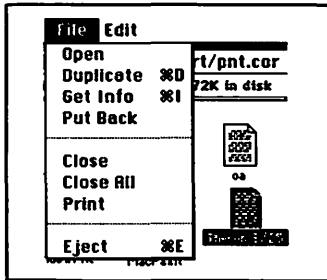 File Edit
Open
Duplicate ⌘D
Get Info ⌘I
Put Back
Close
Close All
Print
Eject ⌘E
rt/pnt.cor
72K in disk
oa